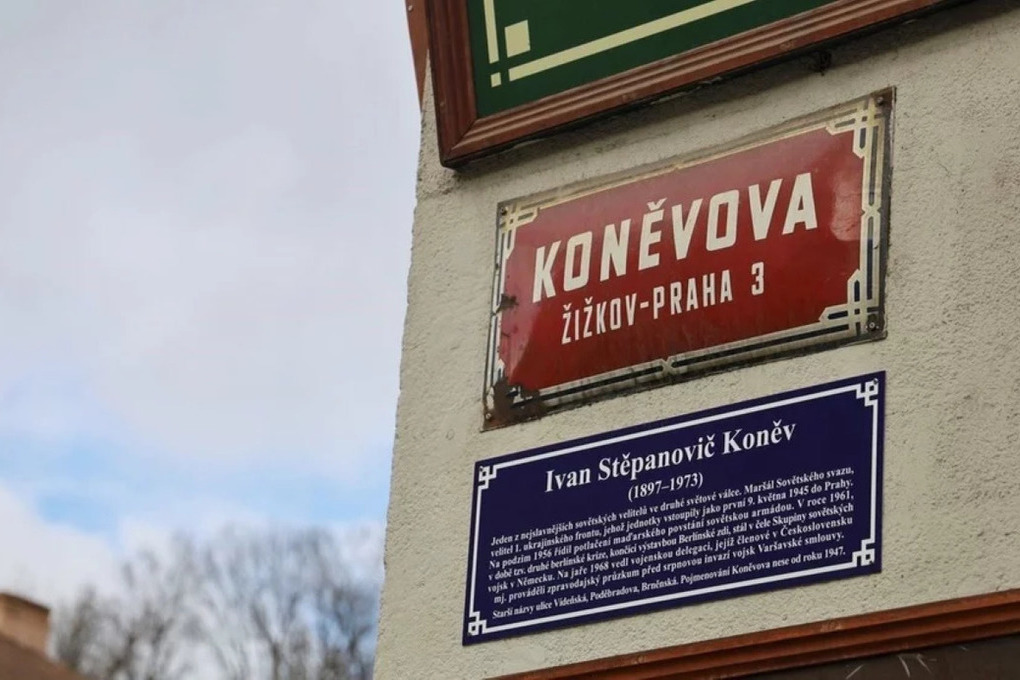 KONĚVOVA
ŽIŽKOV-PRAHA 3
Ivan Stěpanovič Koněv
(1897–1973)
Jeden z nejslavnějších sovětských velitelů ve druhé světové válce. Maršál Sovětského svazu,
velitel 1. ukrajinského frontu, jehož jednotky vstoupily jako první 9. května 1945 do Prahy.
Na podzim 1956 řídil potlačení maďarského povstání sovětskou armádou. V roce 1961,
v době tzv. druhé berlínské krize, končící výstavbou Berlínské zdi, stál v čele Skupiny sovětských
vojsk v Německu. Na jaře 1968 vedl vojenskou delegaci, jejíž členové v Československu
mj. prováděli zpravodajský průzkum před srpnovou invazí vojsk Varšavské smlouvy.
Starší názvy ulice Vídeňská, Poděbradova, Brněnská. Pojmenování Koněvova nese od roku 1947.